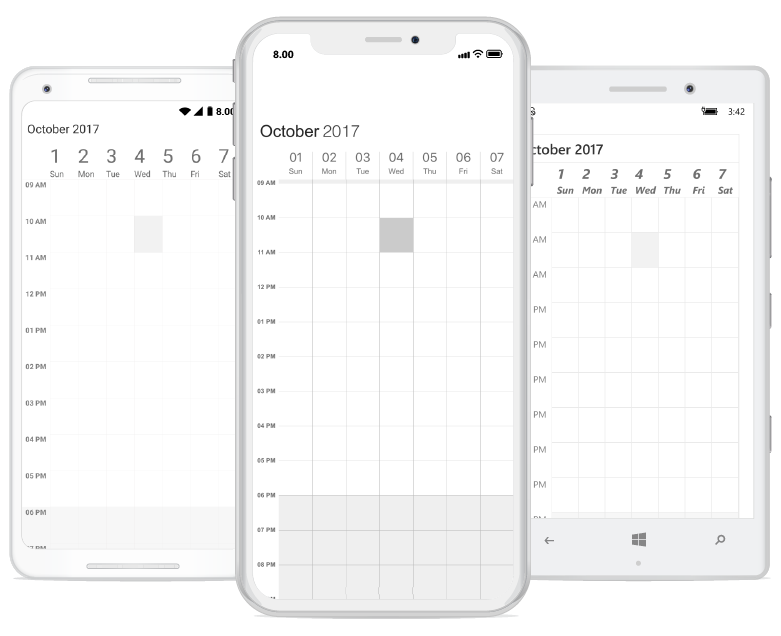 8.00
October 2017
1 2 3 4 5 6 7
Sun Mon Tue Wed Thu Fri Sat
09 AM
10 AM
11 AM
12 PM
01 PM
02 PM
03 PM
04 PM
05 PM
06 PM
8.00
October 2017
01 02 03 04 05 06 07
Sun Mon Tue Wed Thu Fri Sat
09 AM
10 AM
11 AM
12 PM
01 PM
02 PM
03 PM
04 PM
05 PM
06 PM
07 PM
08 PM
3:42
ctober 2017
1 2 3 4 5 6 7
Sun Mon Tue Wed Thu Fri Sat
AM
AM
AM
PM
PM
PM
PM
PM
PM